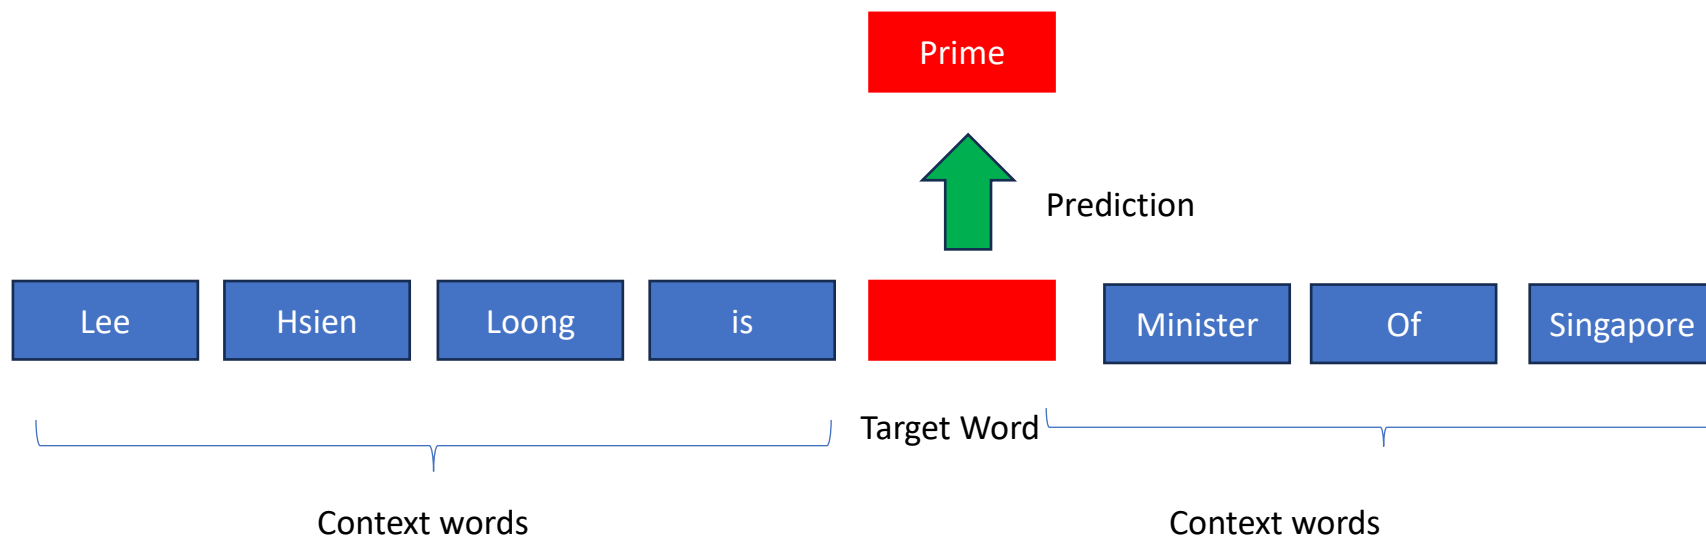 Prime
Prediction
Lee Hsien Loong is Minister Of Singapore
Target Word
Context words Context words